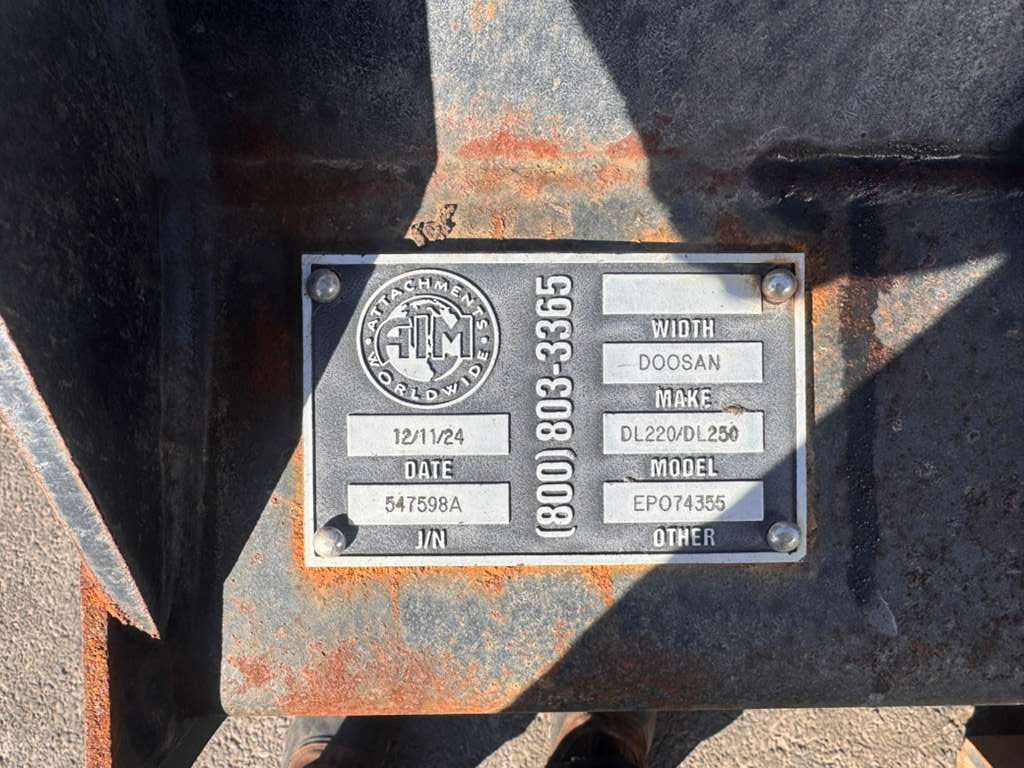 ATTACHMENTS
AIM
WORLDWIDE
12/11/24
DATE
547598A
J/N
(800) 803-3365
WIDTH
DOOSAN
MAKE
DL220/DL250
MODEL
EPO74355
OTHER